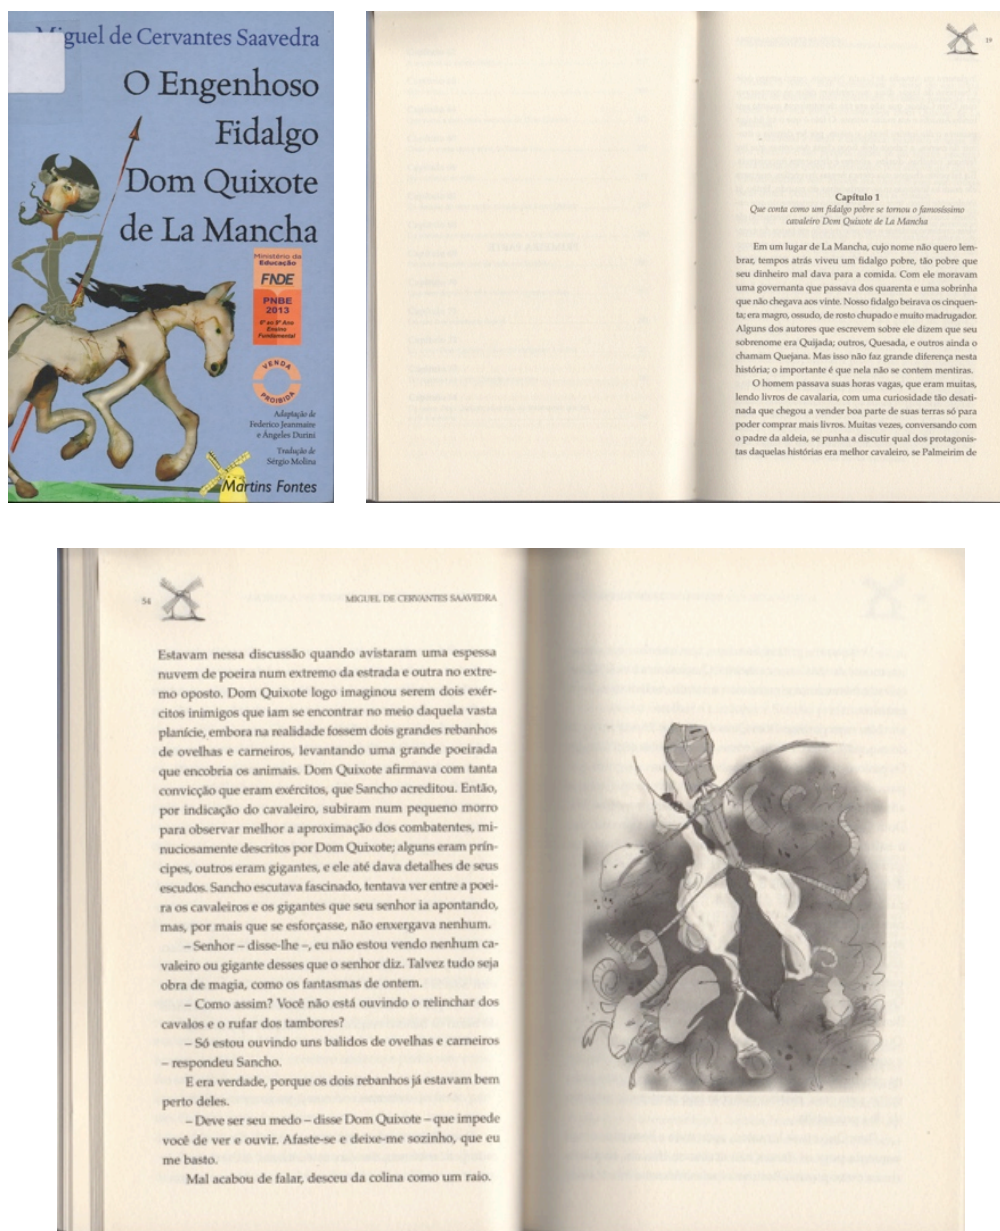 Miguel de Cervantes Saavedra
O Engenhoso
Fidalgo
Dom Quixote
de La Mancha
Ministério da
Educação
FNDE
PNBE
2013
6º ao 9º Ano
Ensino
Fundamental
VENDA
PROIBIDA
Adaptação de
Federico Jeanmaire
e Ángeles Durini
Tradução de
Sérgio Molina
Martins Fontes
19
Capítulo 1
Que conta como um fidalgo pobre se tornou o famosíssimo
cavaleiro Dom Quixote de La Mancha
Em um lugar de La Mancha, cujo nome não quero lem-
brar, tempos atrás viveu um fidalgo pobre, tão pobre que
seu dinheiro mal dava para a comida. Com ele moravam
uma governanta que passava dos quarenta e uma sobrinha
que não chegava aos vinte. Nosso fidalgo beirava os cinquen-
ta; era magro, ossudo, de rosto chupado e muito madrugador.
Alguns dos autores que escrevem sobre ele dizem que seu
sobrenome era Quijada; outros, Quesada, e outros ainda o
chamam Quejana. Mas isso não faz grande diferença nesta
história; o importante é que nela não se contem mentiras.
O homem passava suas horas vagas, que eram muitas,
lendo livros de cavalaria, com uma curiosidade tão desati-
nada que chegou a vender boa parte de suas terras só para
poder comprar mais livros. Muitas vezes, conversando com
o padre da aldeia, se punha a discutir qual dos protagonis-
tas daquelas histórias era melhor cavaleiro, se Palmeirim de
54
MIGUEL DE CERVANTES SAAVEDRA
Estavam nessa discussão quando avistaram uma espessa
nuvem de poeira num extremo da estrada e outra no extre-
mo oposto. Dom Quixote logo imaginou serem dois exér-
citos inimigos que iam se encontrar no meio daquela vasta
planície, embora na realidade fossem dois grandes rebanhos
de ovelhas e carneiros, levantando uma grande poeirada
que encobria os animais. Dom Quixote afirmava com tanta
convicção que eram exércitos, que Sancho acreditou. Então,
por indicação do cavaleiro, subiram num pequeno morro
para observar melhor a aproximação dos combatentes, mi-
nuciosamente descritos por Dom Quixote; alguns eram prín-
cipes, outros eram gigantes, e ele até dava detalhes de seus
escudos. Sancho escutava fascinado, tentava ver entre a poei-
ra os cavaleiros e os gigantes que seu senhor ia apontando,
mas, por mais que se esforçasse, não enxergava nenhum.
– Senhor – disse-lhe –, eu não estou vendo nenhum ca-
valeiro ou gigante desses que o senhor diz. Talvez tudo seja
obra de magia, como os fantasmas de ontem.
– Como assim? Você não está ouvindo o relinchar dos
cavalos e o rufar dos tambores?
– Só estou ouvindo uns balidos de ovelhas e carneiros
– respondeu Sancho.
E era verdade, porque os dois rebanhos já estavam bem
perto deles.
– Deve ser seu medo – disse Dom Quixote – que impede
você de ver e ouvir. Afaste-se e deixe-me sozinho, que eu
me basto.
Mal acabou de falar, desceu da colina como um raio.